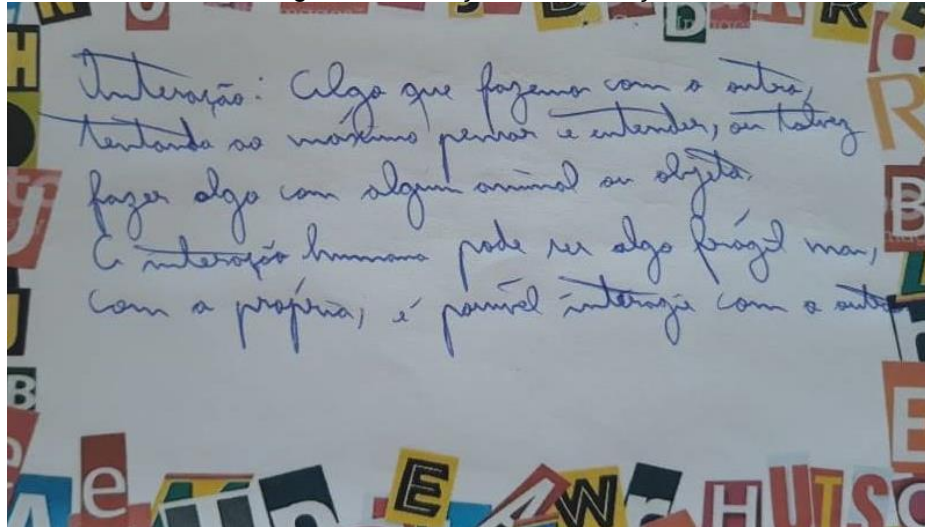 Interação: Algo que fazemos com o outro,
tentando ao máximo pensar e entender, ou talvez
fazer algo com algum animal ou objeto.
A interação humana pode ser algo frágil mas,
com a própria, é possível interagir com o outro